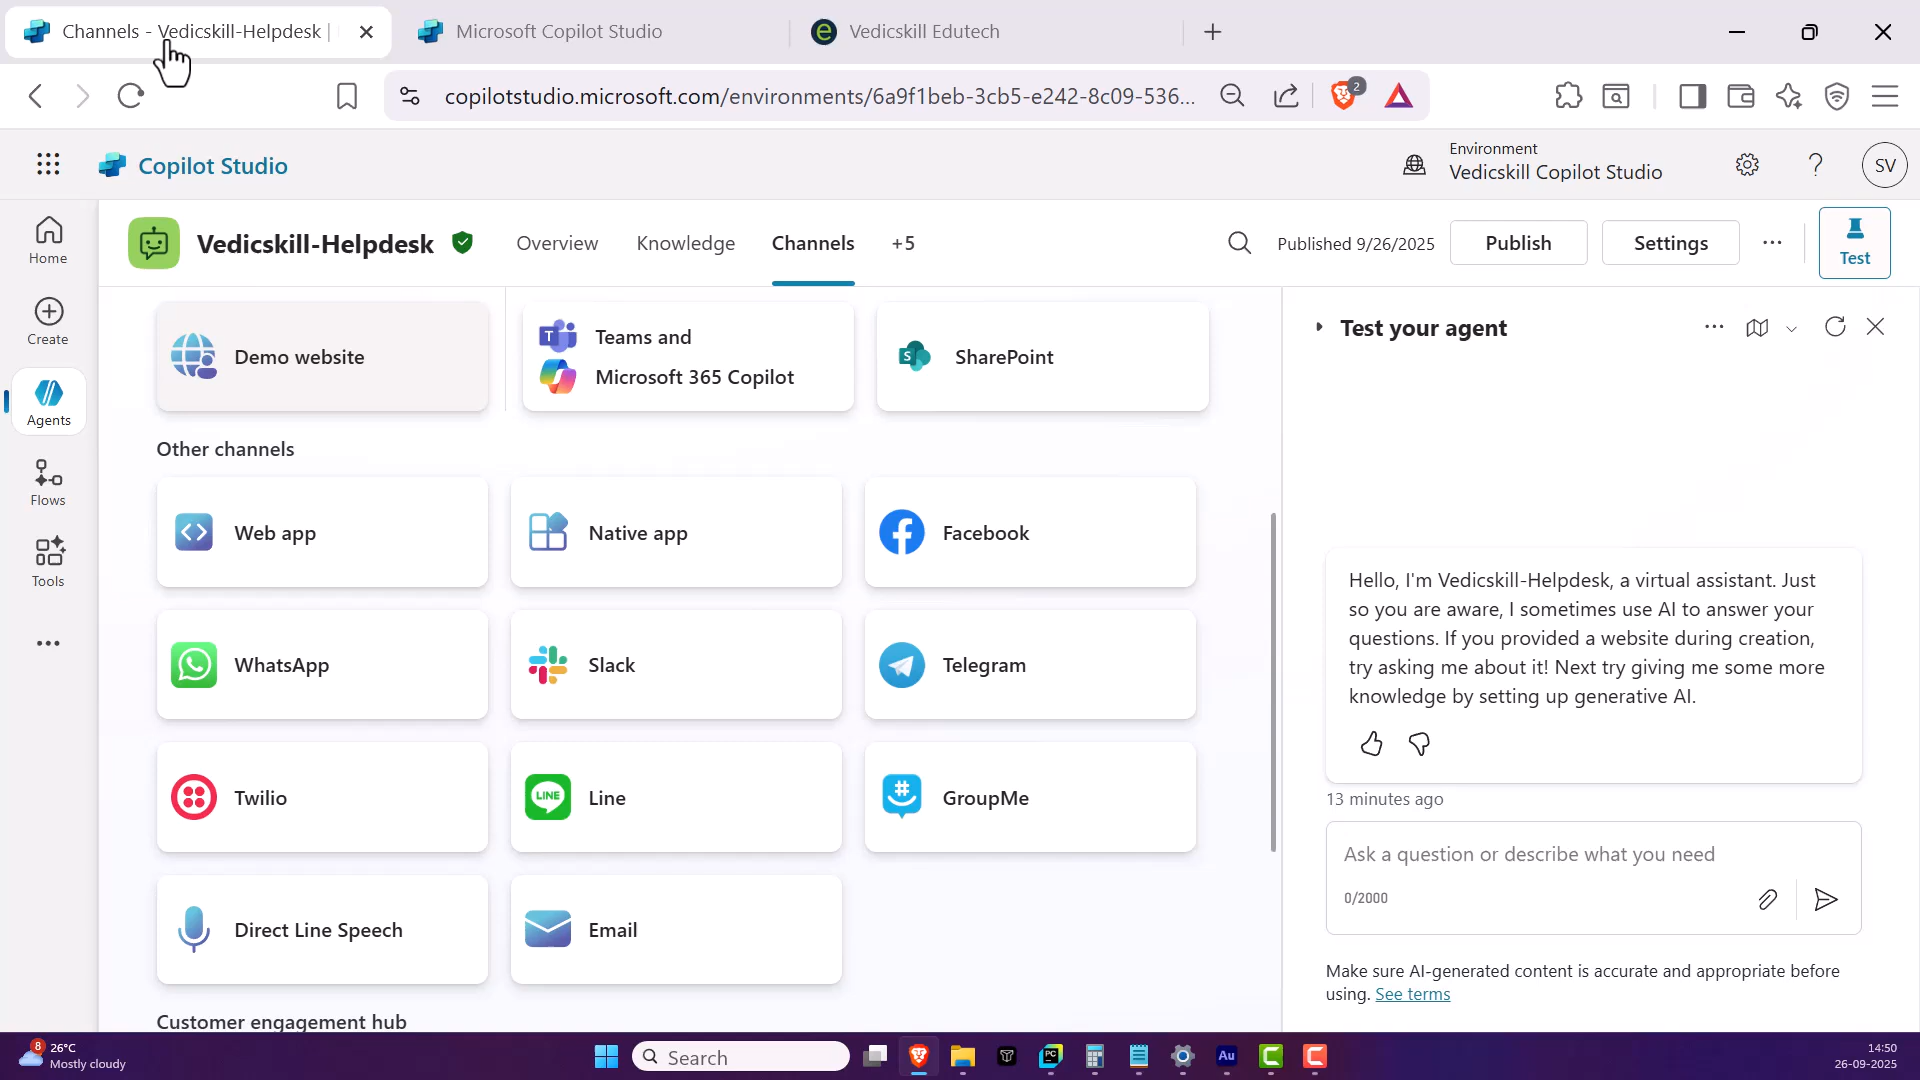 Channels - Vedicskill-Helpdesk |
Microsoft Copilot Studio
Vedicskill Edutech
copilotstudio.microsoft.com/environments/6a9f1beb-3cb5-e242-8c09-536...
2
Copilot Studio
Environment
Vedicskill Copilot Studio
SV
Home
Create
Agents
Flows
Tools
Vedicskill-Helpdesk
Overview
Knowledge
Channels
+5
Published 9/26/2025
Publish
Settings
Test
Demo website
Teams and
Microsoft 365 Copilot
SharePoint
Other channels
Web app
Native app
Facebook
WhatsApp
Slack
Telegram
Twilio
LINE
Line
GroupMe
Direct Line Speech
Email
Customer engagement hub
Test your agent
Hello, I'm Vedicskill-Helpdesk, a virtual assistant. Just
so you are aware, I sometimes use AI to answer your
questions. If you provided a website during creation,
try asking me about it! Next try giving me some more
knowledge by setting up generative AI.
13 minutes ago
Ask a question or describe what you need
0/2000
Make sure AI-generated content is accurate and appropriate before
using. See terms
8
26°C
Mostly cloudy
Search
PC
Au
14:50
26-09-2025